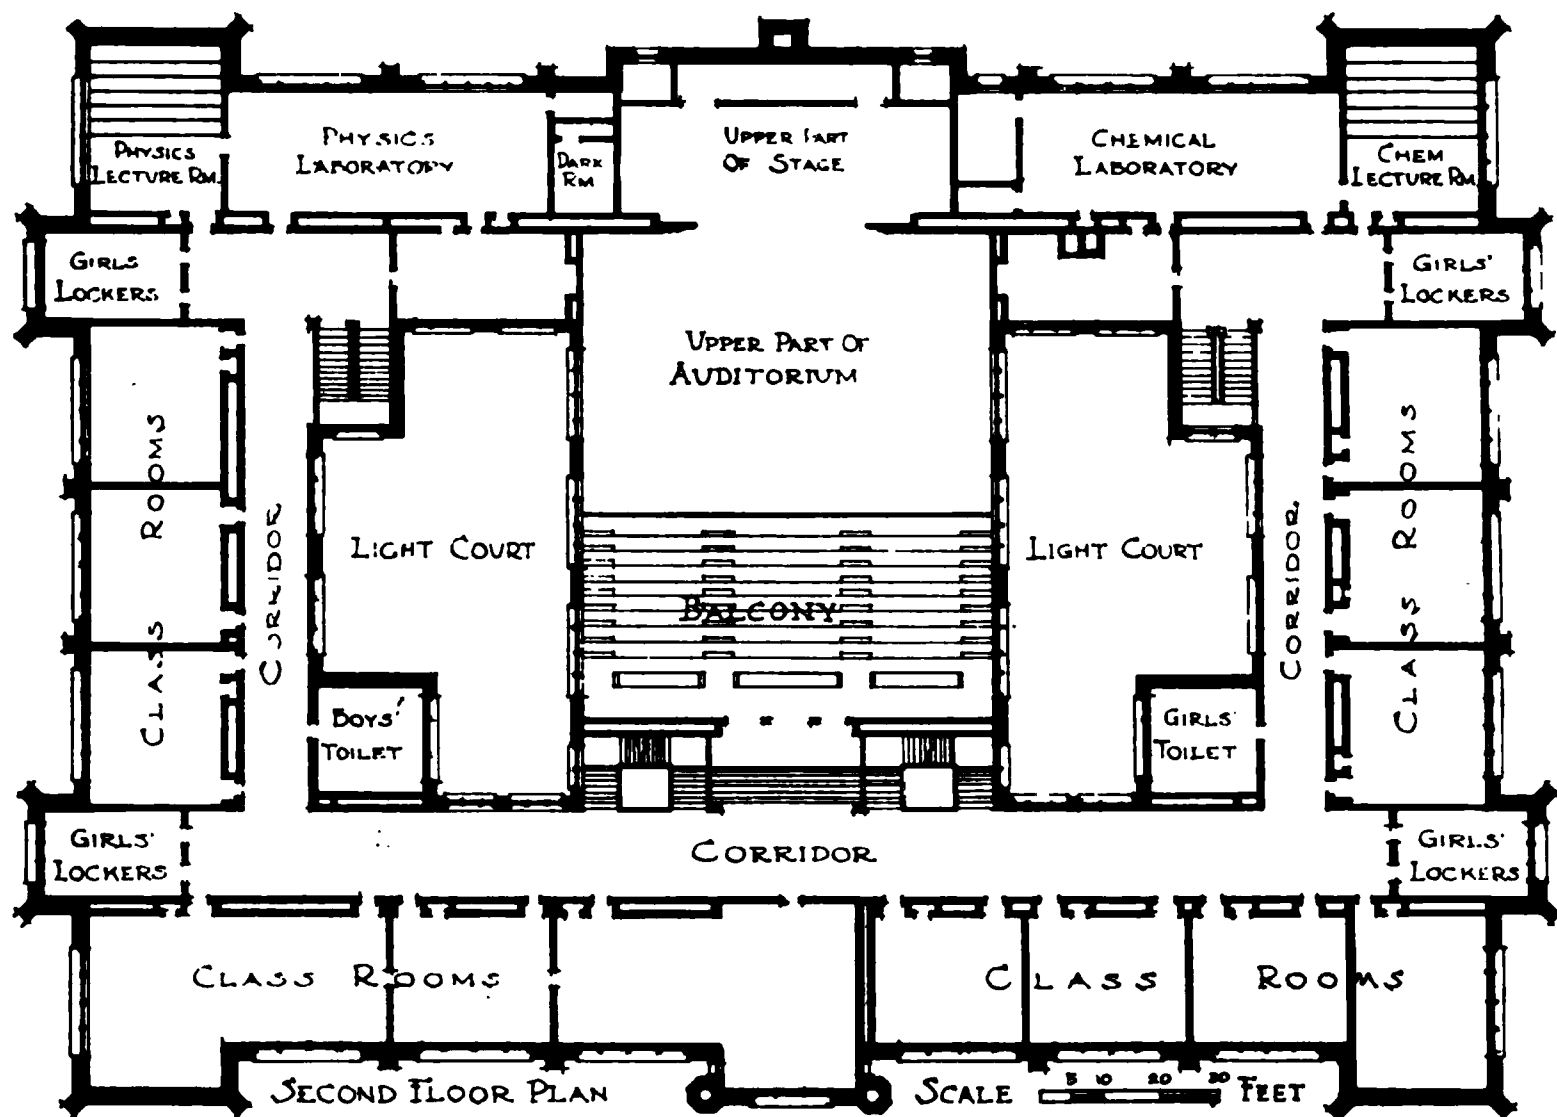 PHYSICS
LECTURE RM.
PHYSICS
LABORATORY
DARK
RM
UPPER PART
OF STAGE
CHEMICAL
LABORATORY
CHEM
LECTURE RM.
GIRLS
LOCKERS
GIRLS'
LOCKERS
UPPER PART OF
AUDITORIUM
CLASS ROOMS
CORRIDOR
LIGHT COURT
BALCONY
LIGHT COURT
CORRIDOR
CLASS ROOMS
BOYS'
TOILET
GIRLS'
TOILET
GIRLS'
LOCKERS
CORRIDOR
GIRLS'
LOCKERS
CLASS ROOMS
CLASS ROOMS
SECOND FLOOR PLAN
SCALE 5 10 20 30 FEET